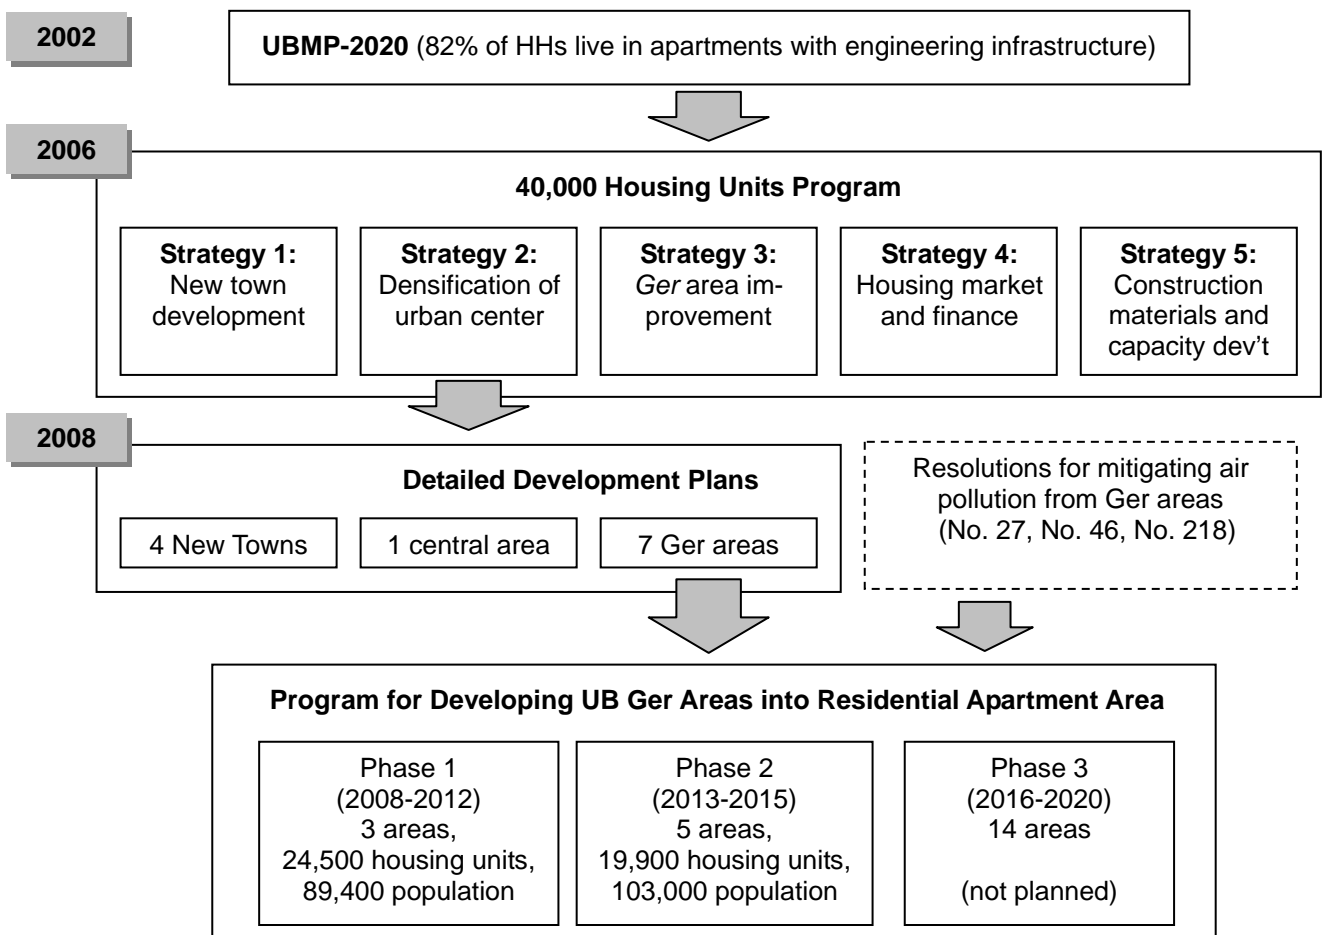 2002
UBMP-2020 (82% of HHs live in apartments with engineering infrastructure)
2006
40,000 Housing Units Program
Strategy 1:
New town
development
Strategy 2:
Densification of
urban center
Strategy 3:
Ger area im-
provement
Strategy 4:
Housing market
and finance
Strategy 5:
Construction
materials and
capacity dev't
2008
Detailed Development Plans
4 New Towns
1 central area
7 Ger areas
Resolutions for mitigating air
pollution from Ger areas
(No. 27, No. 46, No. 218)
Program for Developing UB Ger Areas into Residential Apartment Area
Phase 1
(2008-2012)
3 areas,
24,500 housing units,
89,400 population
Phase 2
(2013-2015)
5 areas,
19,900 housing units,
103,000 population
Phase 3
(2016-2020)
14 areas
(not planned)